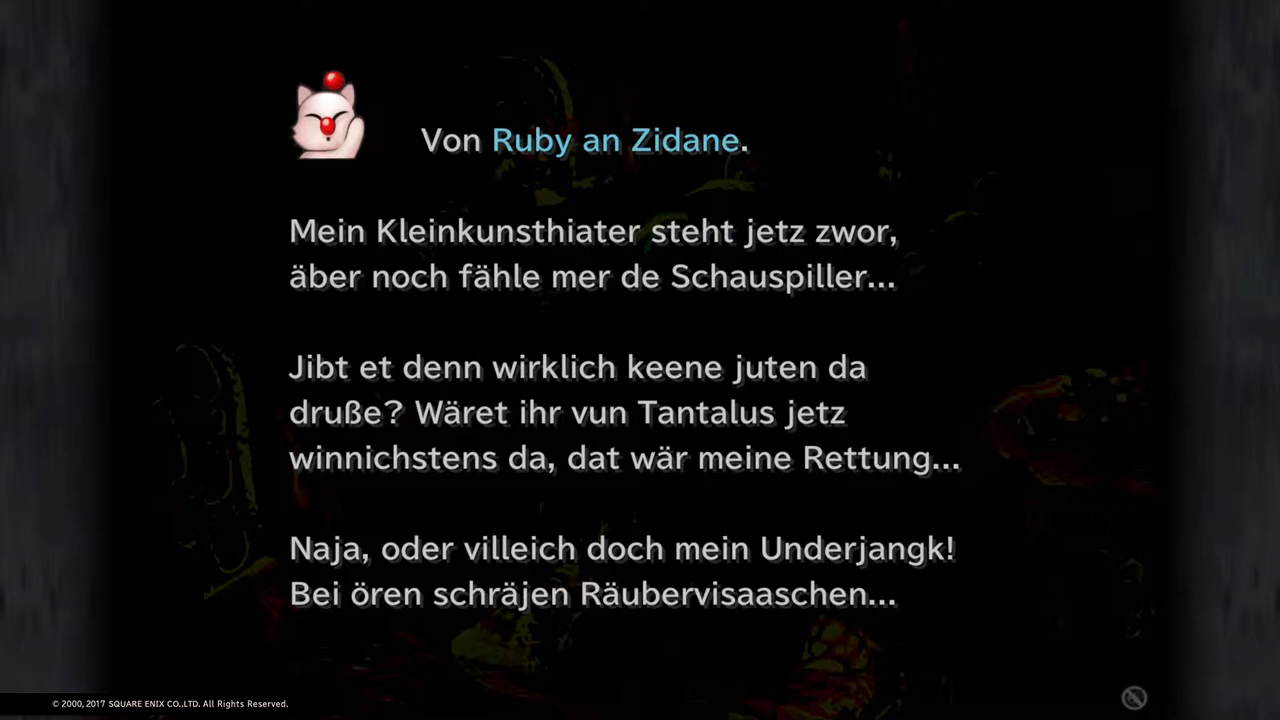 Von Ruby an Zidane.
Mein Kleinkunsthiater steht jetz zwor,
äber noch fähle mer de Schauspiller...
Jibt et denn wirklich keene juten da
druße? Wäret ihr vun Tantalus jetz
winnichstens da, dat wär meine Rettung...
Naja, oder villeich doch mein Underjangk!
Bei ören schräjen Räubervisaaschen...
© 2000, 2017 SQUARE ENIX CO.,LTD. All Rights Reserved.